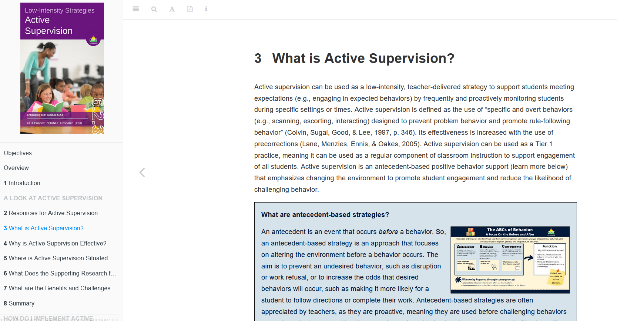 Low-Intensity Strategies
Active
Supervision
Objectives
Overview
1 Introduction
A LOOK AT ACTIVE SUPERVISION
2 Resources for Active Supervision
3 What is Active Supervision?
4 Why is Active Supervision Effective?
5 Where is Active Supervision Situated
6 What Does the Supporting Research f...
7 What are the Benefits and Challenges
8 Summary
HOW DO I IMPLEMENT ACTIVE
3 What is Active Supervision?
Active supervision can be used as a low-intensity, teacher-delivered strategy to support students meeting
expectations (e.g., engaging in expected behaviors) by frequently and proactively monitoring students
during specific settings or times. Active supervision is defined as the use of “specific and overt behaviors
(e.g., scanning, escorting, interacting) designed to prevent problem behavior and promote rule-following
behavior” (Colvin, Sugai, Good, & Lee, 1997, p. 346). Its effectiveness is increased with the use of
precorrections (Lane, Menzies, Ennis, & Oakes, 2005). Active supervision can be used as a Tier 1
practice, meaning it can be used as a regular component of classroom instruction to support engagement
of all students. Active supervision is an antecedent-based positive behavior support (learn more below)
that emphasizes changing the environment to promote student engagement and reduce the likelihood of
challenging behavior.
What are antecedent-based strategies?
An antecedent is an event that occurs before a behavior. So,
an antecedent-based strategy is an approach that focuses
on altering the environment before a behavior occurs. The
aim is to prevent an undesired behavior, such as disruption
or work refusal, or to increase the odds that desired
behaviors will occur, such as making it more likely for a
student to follow directions or complete their work. Antecedent-based strategies are often
appreciated by teachers, as they are proactive, meaning they are used before challenging behaviors
The ABCs of Behavior